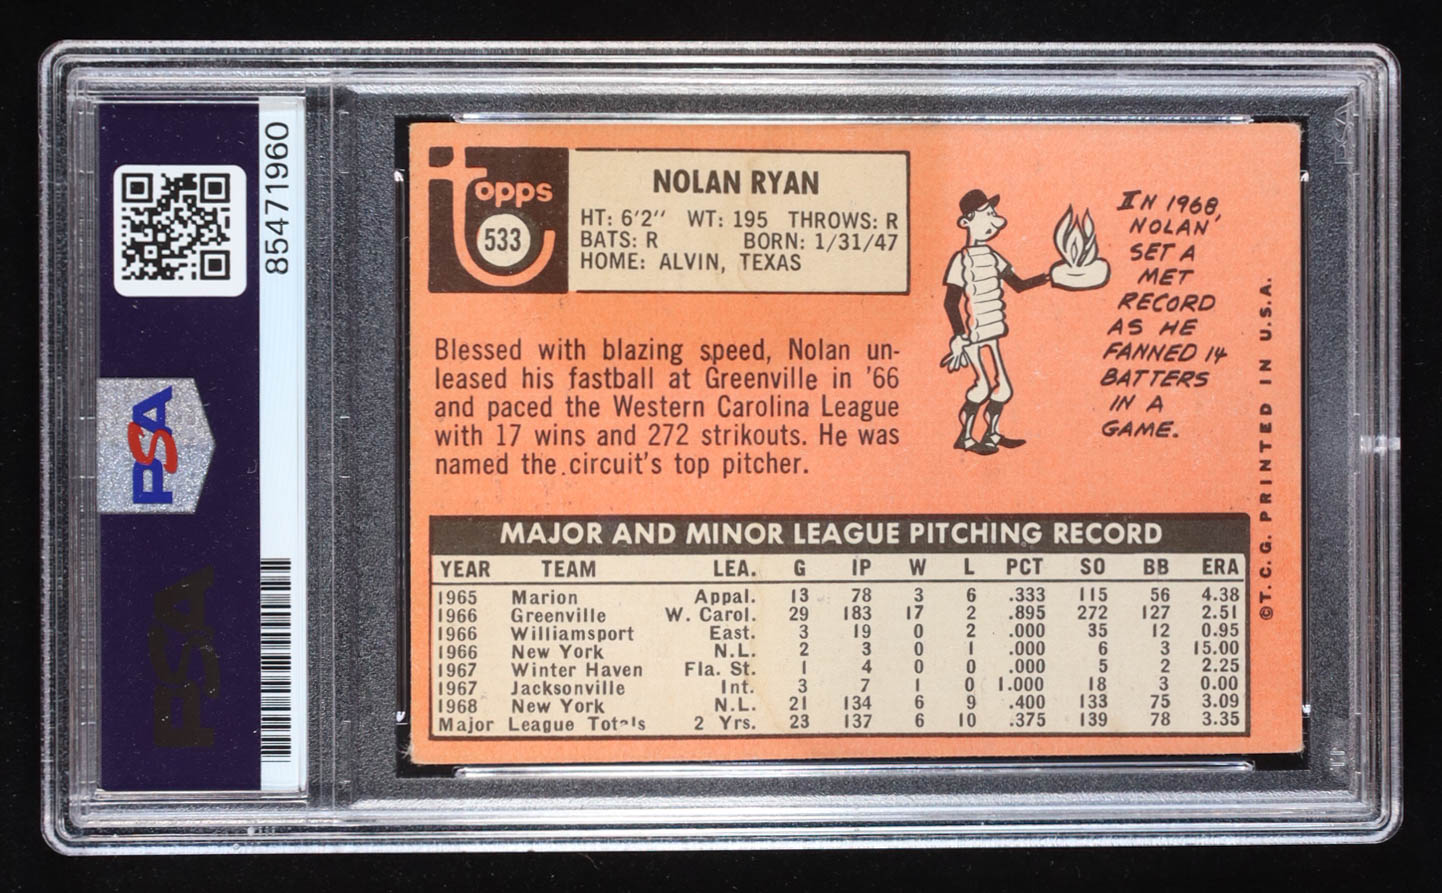 85471960
PSA
PSA
Topps
533
NOLAN RYAN
HT: 6'2" WT: 195 THROWS: R
BATS: R BORN: 1/31/47
HOME: ALVIN, TEXAS
IN 1968,
NOLAN
SET A
MET
RECORD
AS HE
FANNED 14
BATTERS
IN A
GAME.
Blessed with blazing speed, Nolan un-
leased his fastball at Greenville in '66
and paced the Western Carolina League
with 17 wins and 272 strikouts. He was
named the circuit's top pitcher.
MAJOR AND MINOR LEAGUE PITCHING RECORD
YEAR TEAM LEA. G IP W L PCT SO BB ERA
1965 Marion Appal. 13 78 3 6 .333 115 56 4.38
1966 Greenville W. Carol. 29 183 17 2 .895 272 127 2.51
1966 Williamsport East. 3 19 0 2 .000 35 12 0.95
1966 New York N.L. 2 3 0 1 .000 6 3 15.00
1967 Winter Haven Fla. St. 1 4 0 0 .000 5 2 2.25
1967 Jacksonville Int. 3 7 1 0 1.000 18 3 0.00
1968 New York N.L. 21 134 6 9 .400 133 75 3.09
Major League Totals 2 Yrs. 23 137 6 10 .375 139 78 3.35
©T.C.G. PRINTED IN U.S.A.